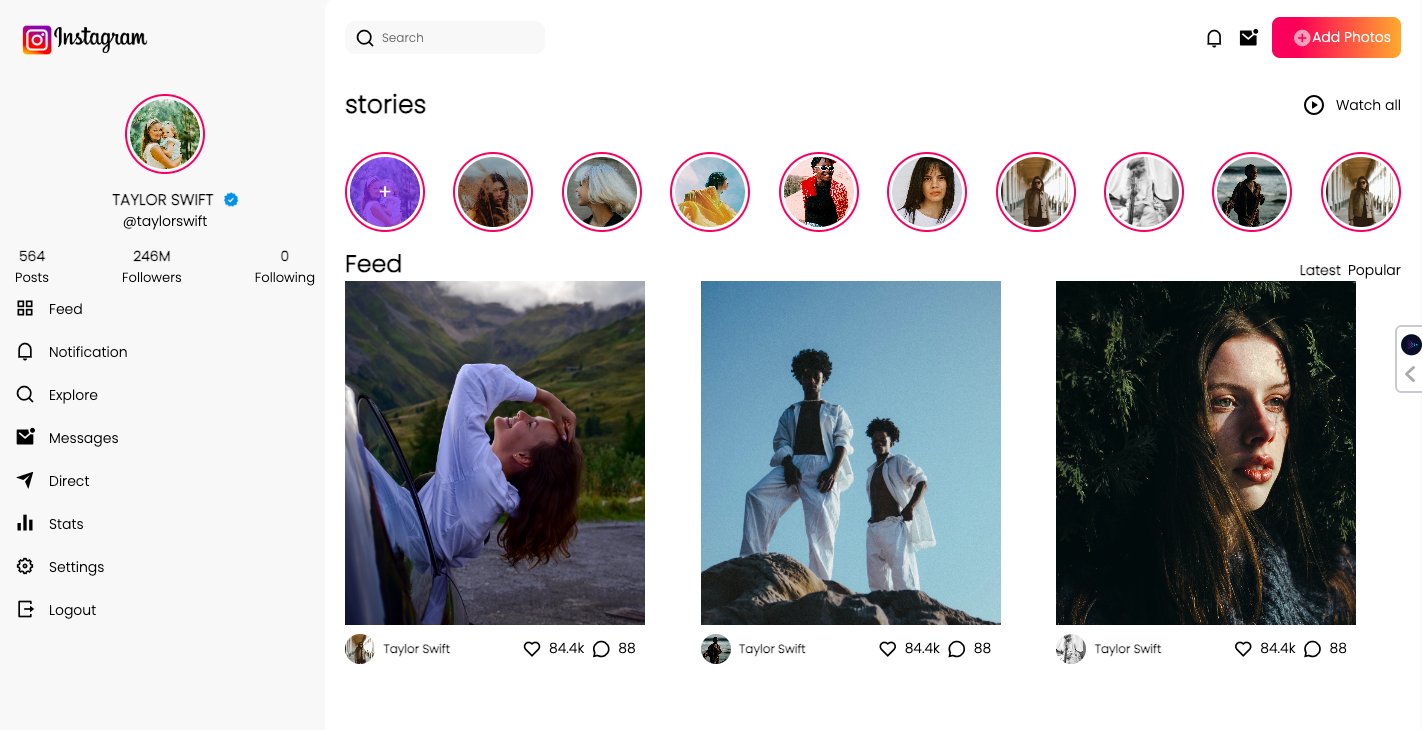 Instagram
Search
Add Photos
stories
Watch all
TAYLOR SWIFT
@taylorswift
564 246M 0
Posts Followers Following
Feed
Notification
Explore
Messages
Direct
Stats
Settings
Logout
Feed
Latest Popular
Taylor Swift 84.4k 88
Taylor Swift 84.4k 88
Taylor Swift 84.4k 88